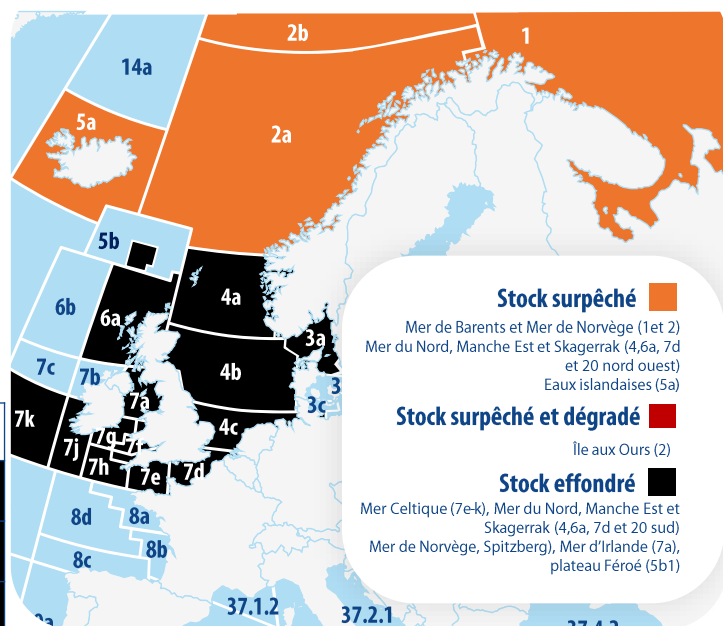 2b
1
14a
5a
2a
5b
6b
6a
4a
3a
4b
7c
7b
7a
3c
7k
7j
7g
4c
7h
7e
7d
8d
8a
8b
8c
37.1.2
37.2.1
Stock surpêché
Mer de Barents et Mer de Norvège (1et 2)
Mer du Nord, Manche Est et Skagerrak (4,6a, 7d
et 20 nord ouest)
Eaux islandaises (5a)
Stock surpêché et dégradé
Île aux Ours (2)
Stock effondré
Mer Celtique (7e-k), Mer du Nord, Manche Est et
Skagerrak (4,6a, 7d et 20 sud)
Mer de Norvège, Spitzberg), Mer d’Irlande (7a),
plateau Féroé (5b1)